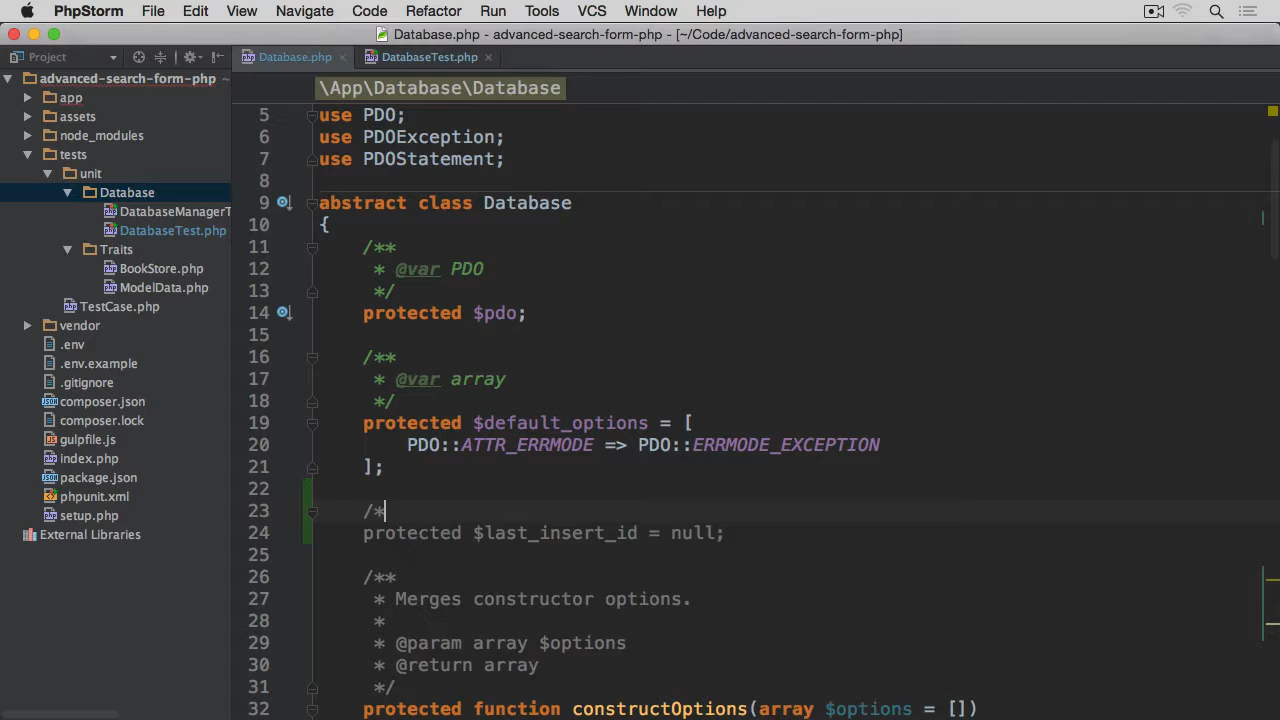 PhpStorm File Edit View Navigate Code Refactor Run Tools VCS Window Help
Database.php - advanced-search-form-php - [~/Code/advanced-search-form-php]
Project
Database.php
DatabaseTest.php
advanced-search-form-php ~
app
assets
node_modules
tests
unit
Database
DatabaseManagerT
DatabaseTest.php
Traits
BookStore.php
ModelData.php
TestCase.php
vendor
.env
.env.example
.gitignore
composer.json
composer.lock
gulpfile.js
index.php
package.json
phpunit.xml
setup.php
External Libraries
\App\Database\Database
5 use PDO;
6 use PDOException;
7 use PDOStatement;
8
9 abstract class Database
10 {
11 /**
12 * @var PDO
13 */
14 protected $pdo;
15
16 /**
17 * @var array
18 */
19 protected $default_options = [
20 PDO::ATTR_ERRMODE => PDO::ERRMODE_EXCEPTION
21 ];
22
23 /*
24 protected $last_insert_id = null;
25
26 /**
27 * Merges constructor options.
28 *
29 * @param array $options
30 * @return array
31 */
32 protected function constructOptions(array $options = [])